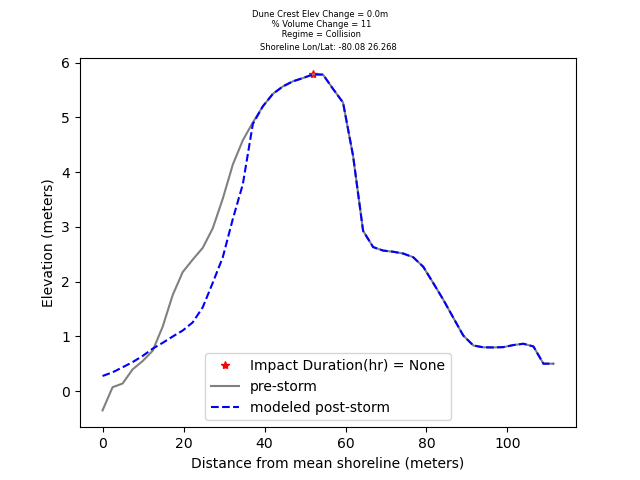 Dune Crest Elev Change = 0.0m
% Volume Change = 11
Regime = Collision
Shoreline Lon/Lat: -80.08 26.268
6
5
4
3
2
1
0
Elevation (meters)
Impact Duration(hr) = None
pre-storm
modeled post-storm
0 20 40 60 80 100
Distance from mean shoreline (meters)